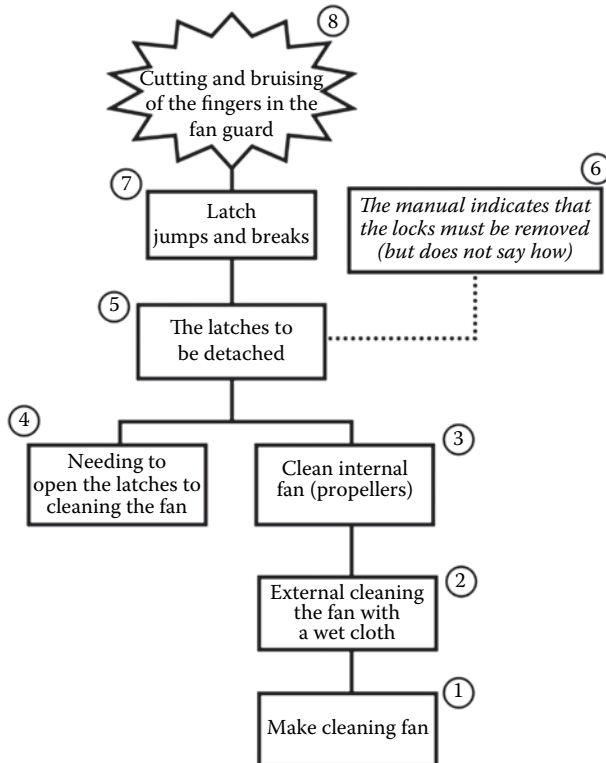 8
Cutting and bruising
of the fingers in the
fan guard
7
Latch
jumps and breaks
6
The manual indicates that
the locks must be removed
(but does not say how)
5
The latches to
be detached
4
Needing to
open the latches to
cleaning the fan
3
Clean internal
fan (propellers)
2
External cleaning
the fan with
a wet cloth
1
Make cleaning fan